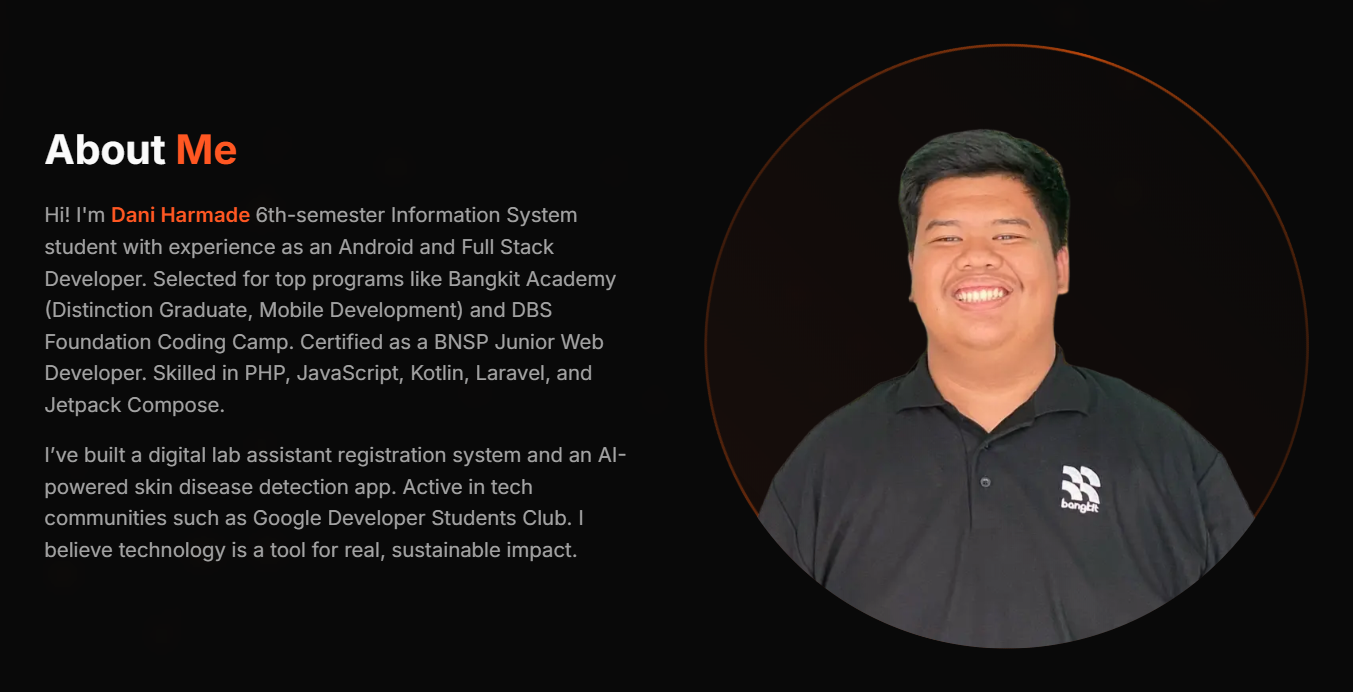 About Me
Hi! I'm Dani Harmade 6th-semester Information System
student with experience as an Android and Full Stack
Developer. Selected for top programs like Bangkit Academy
(Distinction Graduate, Mobile Development) and DBS
Foundation Coding Camp. Certified as a BNSP Junior Web
Developer. Skilled in PHP, JavaScript, Kotlin, Laravel, and
Jetpack Compose.
I’ve built a digital lab assistant registration system and an AI-
powered skin disease detection app. Active in tech
communities such as Google Developer Students Club. I
believe technology is a tool for real, sustainable impact.
bangkit